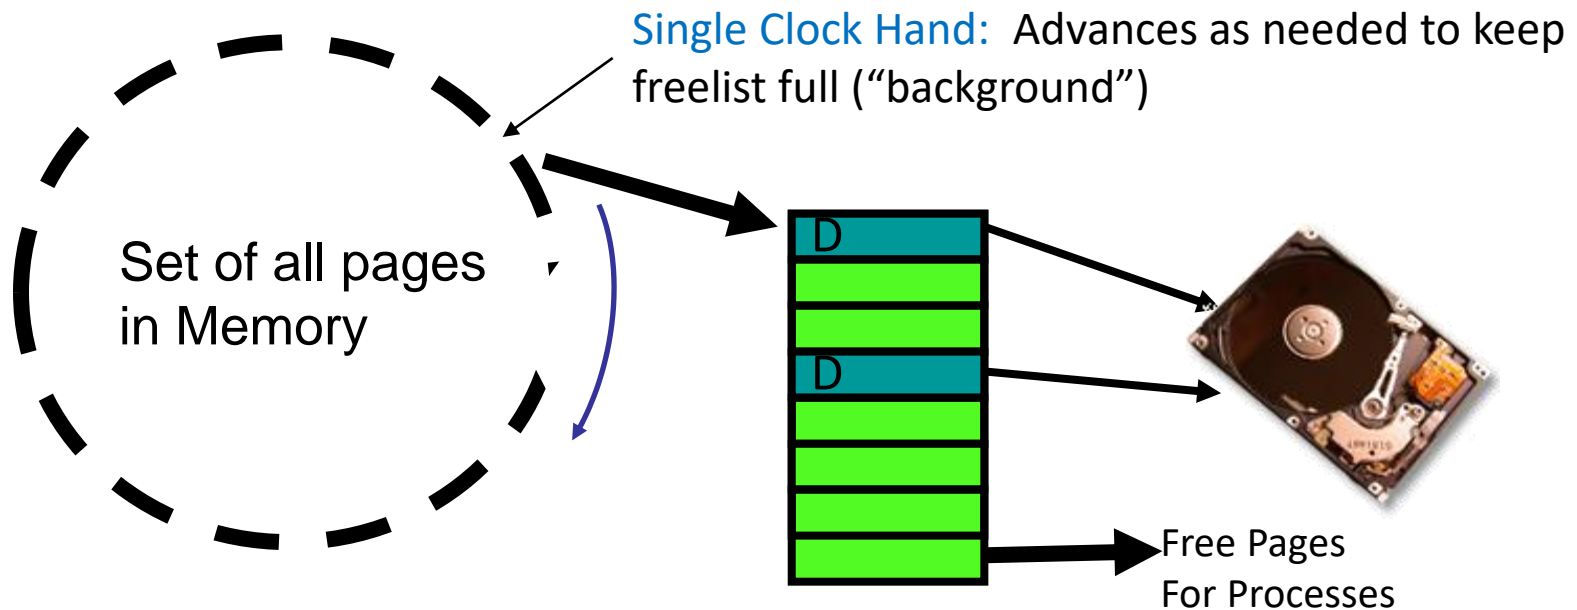 Single Clock Hand: Advances as needed to keep
freelist full (“background”)
Set of all pages
in Memory
D
D
Free Pages
For Processes